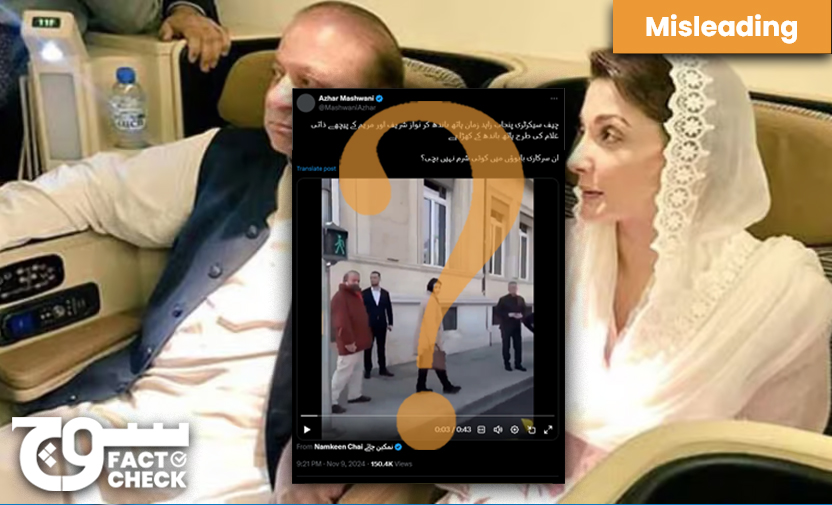 11F
Misleading
Azhar Mashwani
@MashwaniAzhar
چیف سیکرٹری پنجاب زاہد زمان ہاتھ باندھ کر نواز شریف اور مریم کے پیچھے ذاتی
غلام کی طرح ہاتھ باندھ کے کھڑا ہے
ان سرکاری بابوؤں میں کوئی شرم نہیں بچی؟
Translate post
0:03 / 0:43
From Namkeen Chai نمکین چائے
9:21 PM · Nov 9, 2024 · 150.4K Views
سوچ
FACT
CHECK